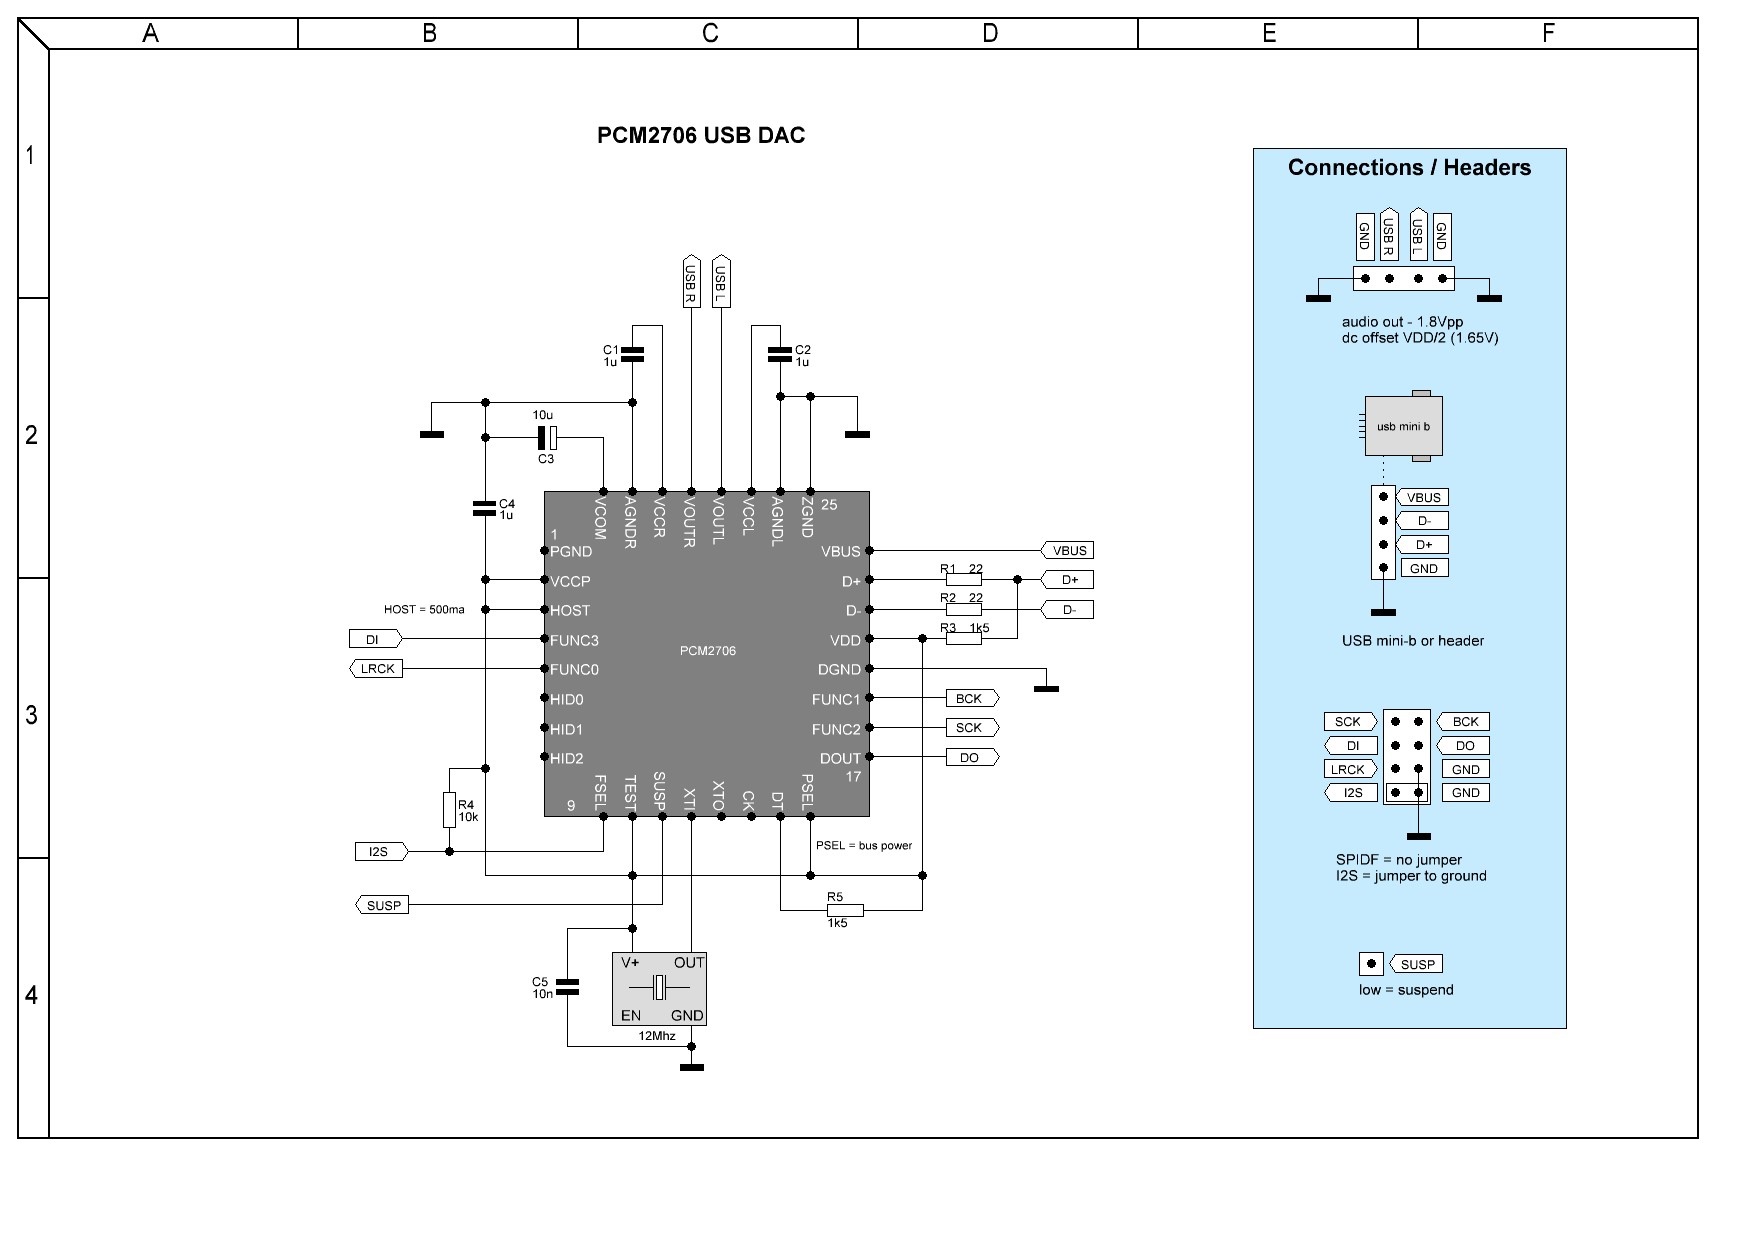 A B C D E F
1
2
3
4
PCM2706 USB DAC
USB R
USB L
C1
1u
C2
1u
10u
C3
C4
1u
VCOM
AGNDR
VCCR
VOUTR
VOUTL
VCCL
AGNDL
ZGND
25
1
PGND
VCCP
HOST
FUNC3
FUNC0
HID0
HID1
HID2
9
PCM2706
VBUS
D+
D-
VDD
DGND
FUNC1
FUNC2
DOUT
17
FSEL
TEST
SUSP
XTI
XTO
CK
DT
PSEL
HOST = 500ma
DI
LRCK
R1 22
R2 22
R3 1k5
VBUS
D+
D-
BCK
SCK
DO
R4
10k
I2S
SUSP
PSEL = bus power
R5
1k5
C5
10n
V+ OUT
EN GND
12Mhz
Connections / Headers
GND
USB R
USB L
GND
audio out - 1.8Vpp
dc offset VDD/2 (1.65V)
usb mini b
VBUS
D-
D+
GND
USB mini-b or header
SCK BCK
DI DO
LRCK GND
I2S GND
SPIDF = no jumper
I2S = jumper to ground
SUSP
low = suspend